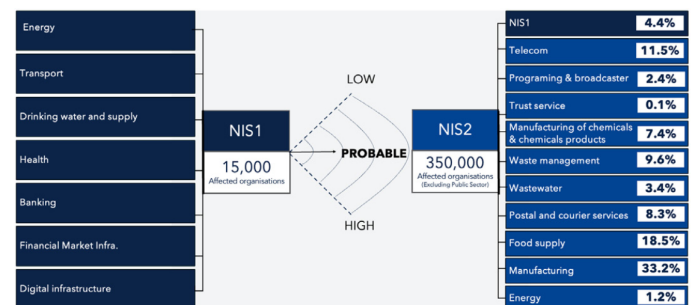 Energy
Transport
Drinking water and supply
Health
Banking
Financial Market Infra.
Digital infrastructure
NIS1
15,000
Affected organisations
LOW
PROBABLE
HIGH
NIS2
350,000
Affected organisations
(Excluding Public Sector)
NIS1 4.4%
Telecom 11.5%
Programing & broadcaster 2.4%
Trust service 0.1%
Manufacturing of chemicals
& chemicals products 7.4%
Waste management 9.6%
Wastewater 3.4%
Postal and courier services 8.3%
Food supply 18.5%
Manufacturing 33.2%
Energy 1.2%